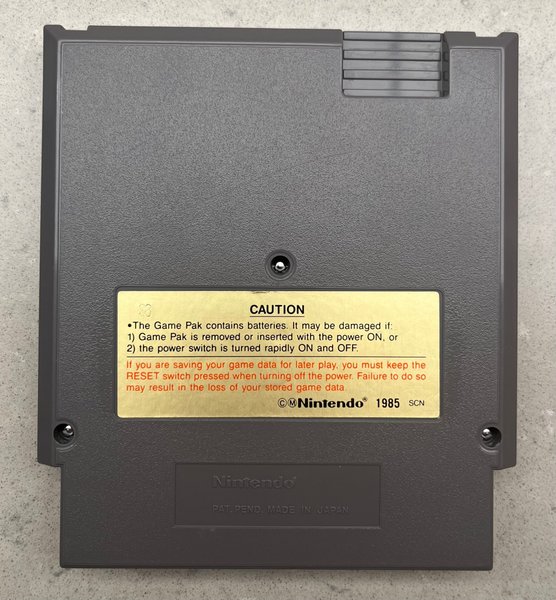 CAUTION
•The Game Pak contains batteries. It may be damaged if:
1) Game Pak is removed or inserted with the power ON, or
2) the power switch is turned rapidly ON and OFF.
If you are saving your game data for later play, you must keep the
RESET switch pressed when turning off the power. Failure to do so
may result in the loss of your stored game data.
©ⓂNintendo® 1985 SCN
Nintendo®
PAT. PEND. MADE IN JAPAN